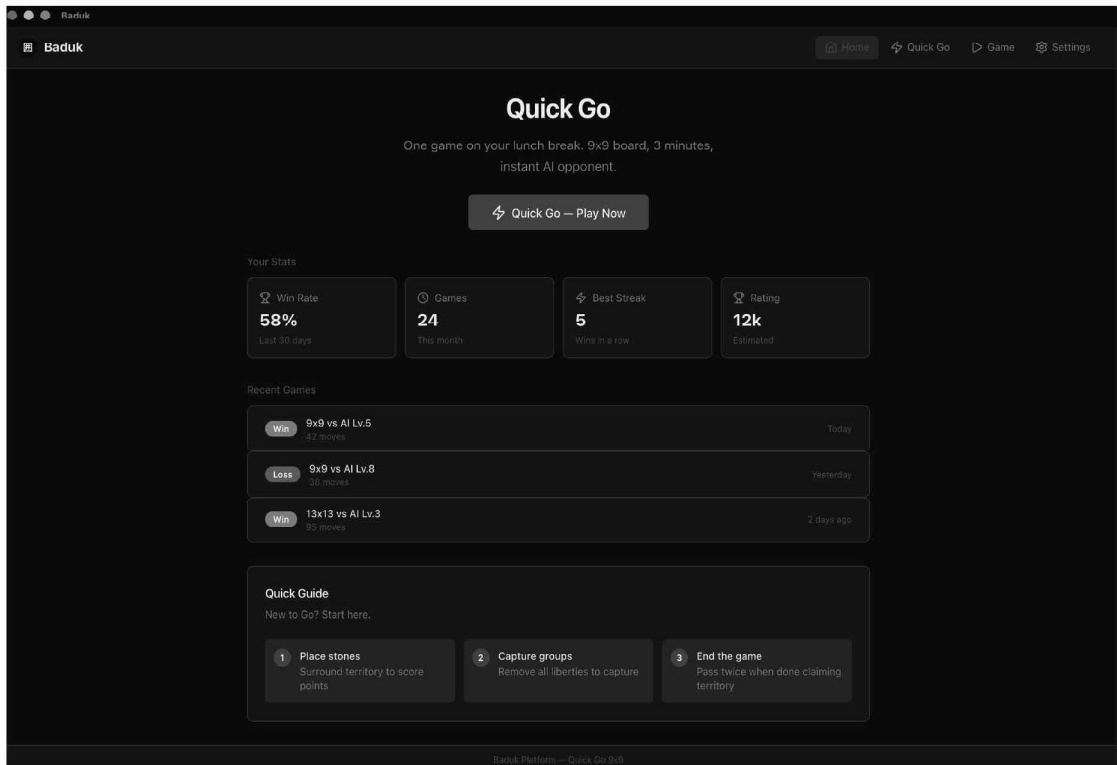 Baduk
Baduk
Home
Quick Go
Game
Settings
Quick Go
One game on your lunch break. 9x9 board, 3 minutes,
instant AI opponent.
Quick Go — Play Now
Your Stats
Win Rate
58%
Last 30 days
Games
24
This month
Best Streak
5
Wins in a row
Rating
12k
Estimated
Recent Games
Win
9x9 vs AI Lv.5
42 moves
Today
Loss
9x9 vs AI Lv.8
38 moves
Yesterday
Win
13x13 vs AI Lv.3
95 moves
2 days ago
Quick Guide
New to Go? Start here.
1
Place stones
Surround territory to score
points
2
Capture groups
Remove all liberties to capture
3
End the game
Pass twice when done claiming
territory
Baduk Platform — Quick Go 9x9